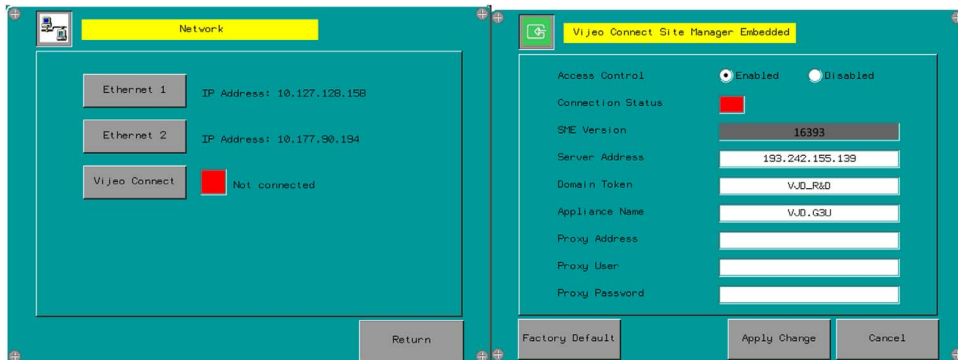 Network
Ethernet 1
IP Address: 10.127.128.158
Ethernet 2
IP Address: 10.177.90.194
Vijeo Connect
Not connected
Return
Vijeo Connect Site Manager Embedded
Access Control
Enabled
Disabled
Connection Status
SME Version
16393
Server Address
193.242.155.139
Domain Token
VJD_R&D
Appliance Name
VJD.G3U
Proxy Address
Proxy User
Proxy Password
Factory Default
Apply Change
Cancel